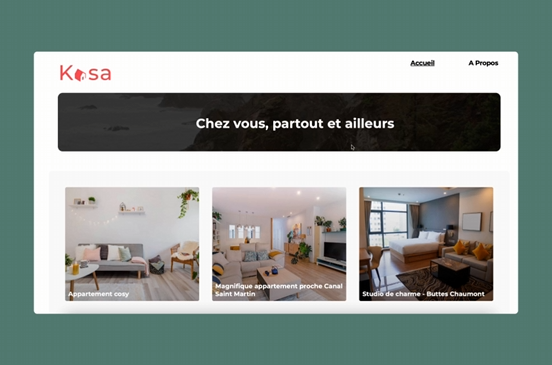 Kasa
Accueil
A Propos
Chez vous, partout et ailleurs
Appartement cosy
Magnifique appartement proche Canal
Saint Martin
Studio de charme - Buttes Chaumont